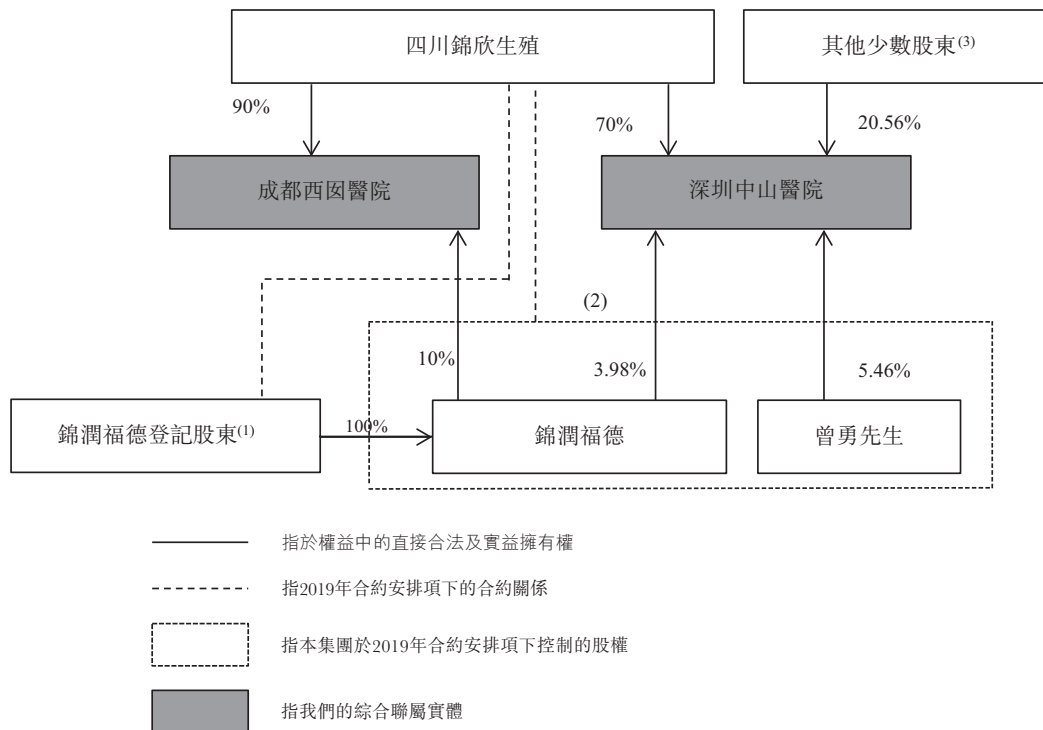 四川錦欣生殖
其他少數股東(3)
90%
70%
20.56%
成都西囡醫院
深圳中山醫院
(2)
10%
3.98%
5.46%
錦潤福德登記股東(1)
100%
錦潤福德
曾勇先生
指於權益中的直接合法及實益擁有權
指2019年合約安排項下的合約關係
指本集團於2019年合約安排項下控制的股權
指我們的綜合聯屬實體